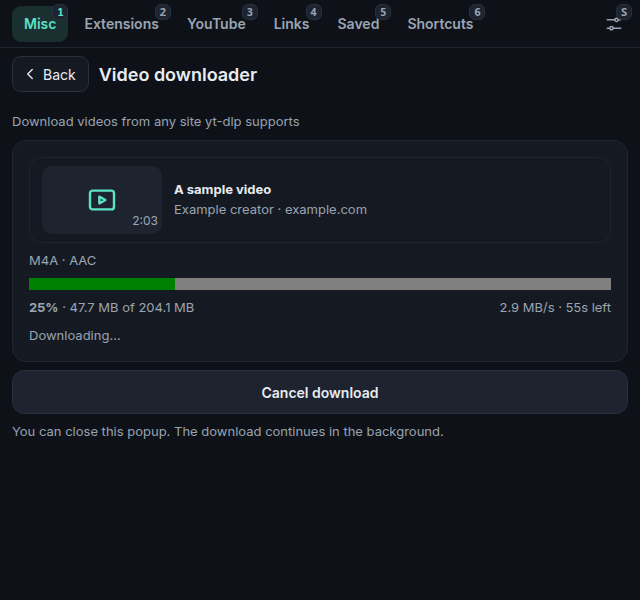 Misc 1 Extensions 2 YouTube 3 Links 4 Saved 5 Shortcuts 6 S
Back Video downloader
Download videos from any site yt-dlp supports
A sample video
Example creator · example.com
2:03
M4A · AAC
25% · 47.7 MB of 204.1 MB 2.9 MB/s · 55s left
Downloading...
Cancel download
You can close this popup. The download continues in the background.